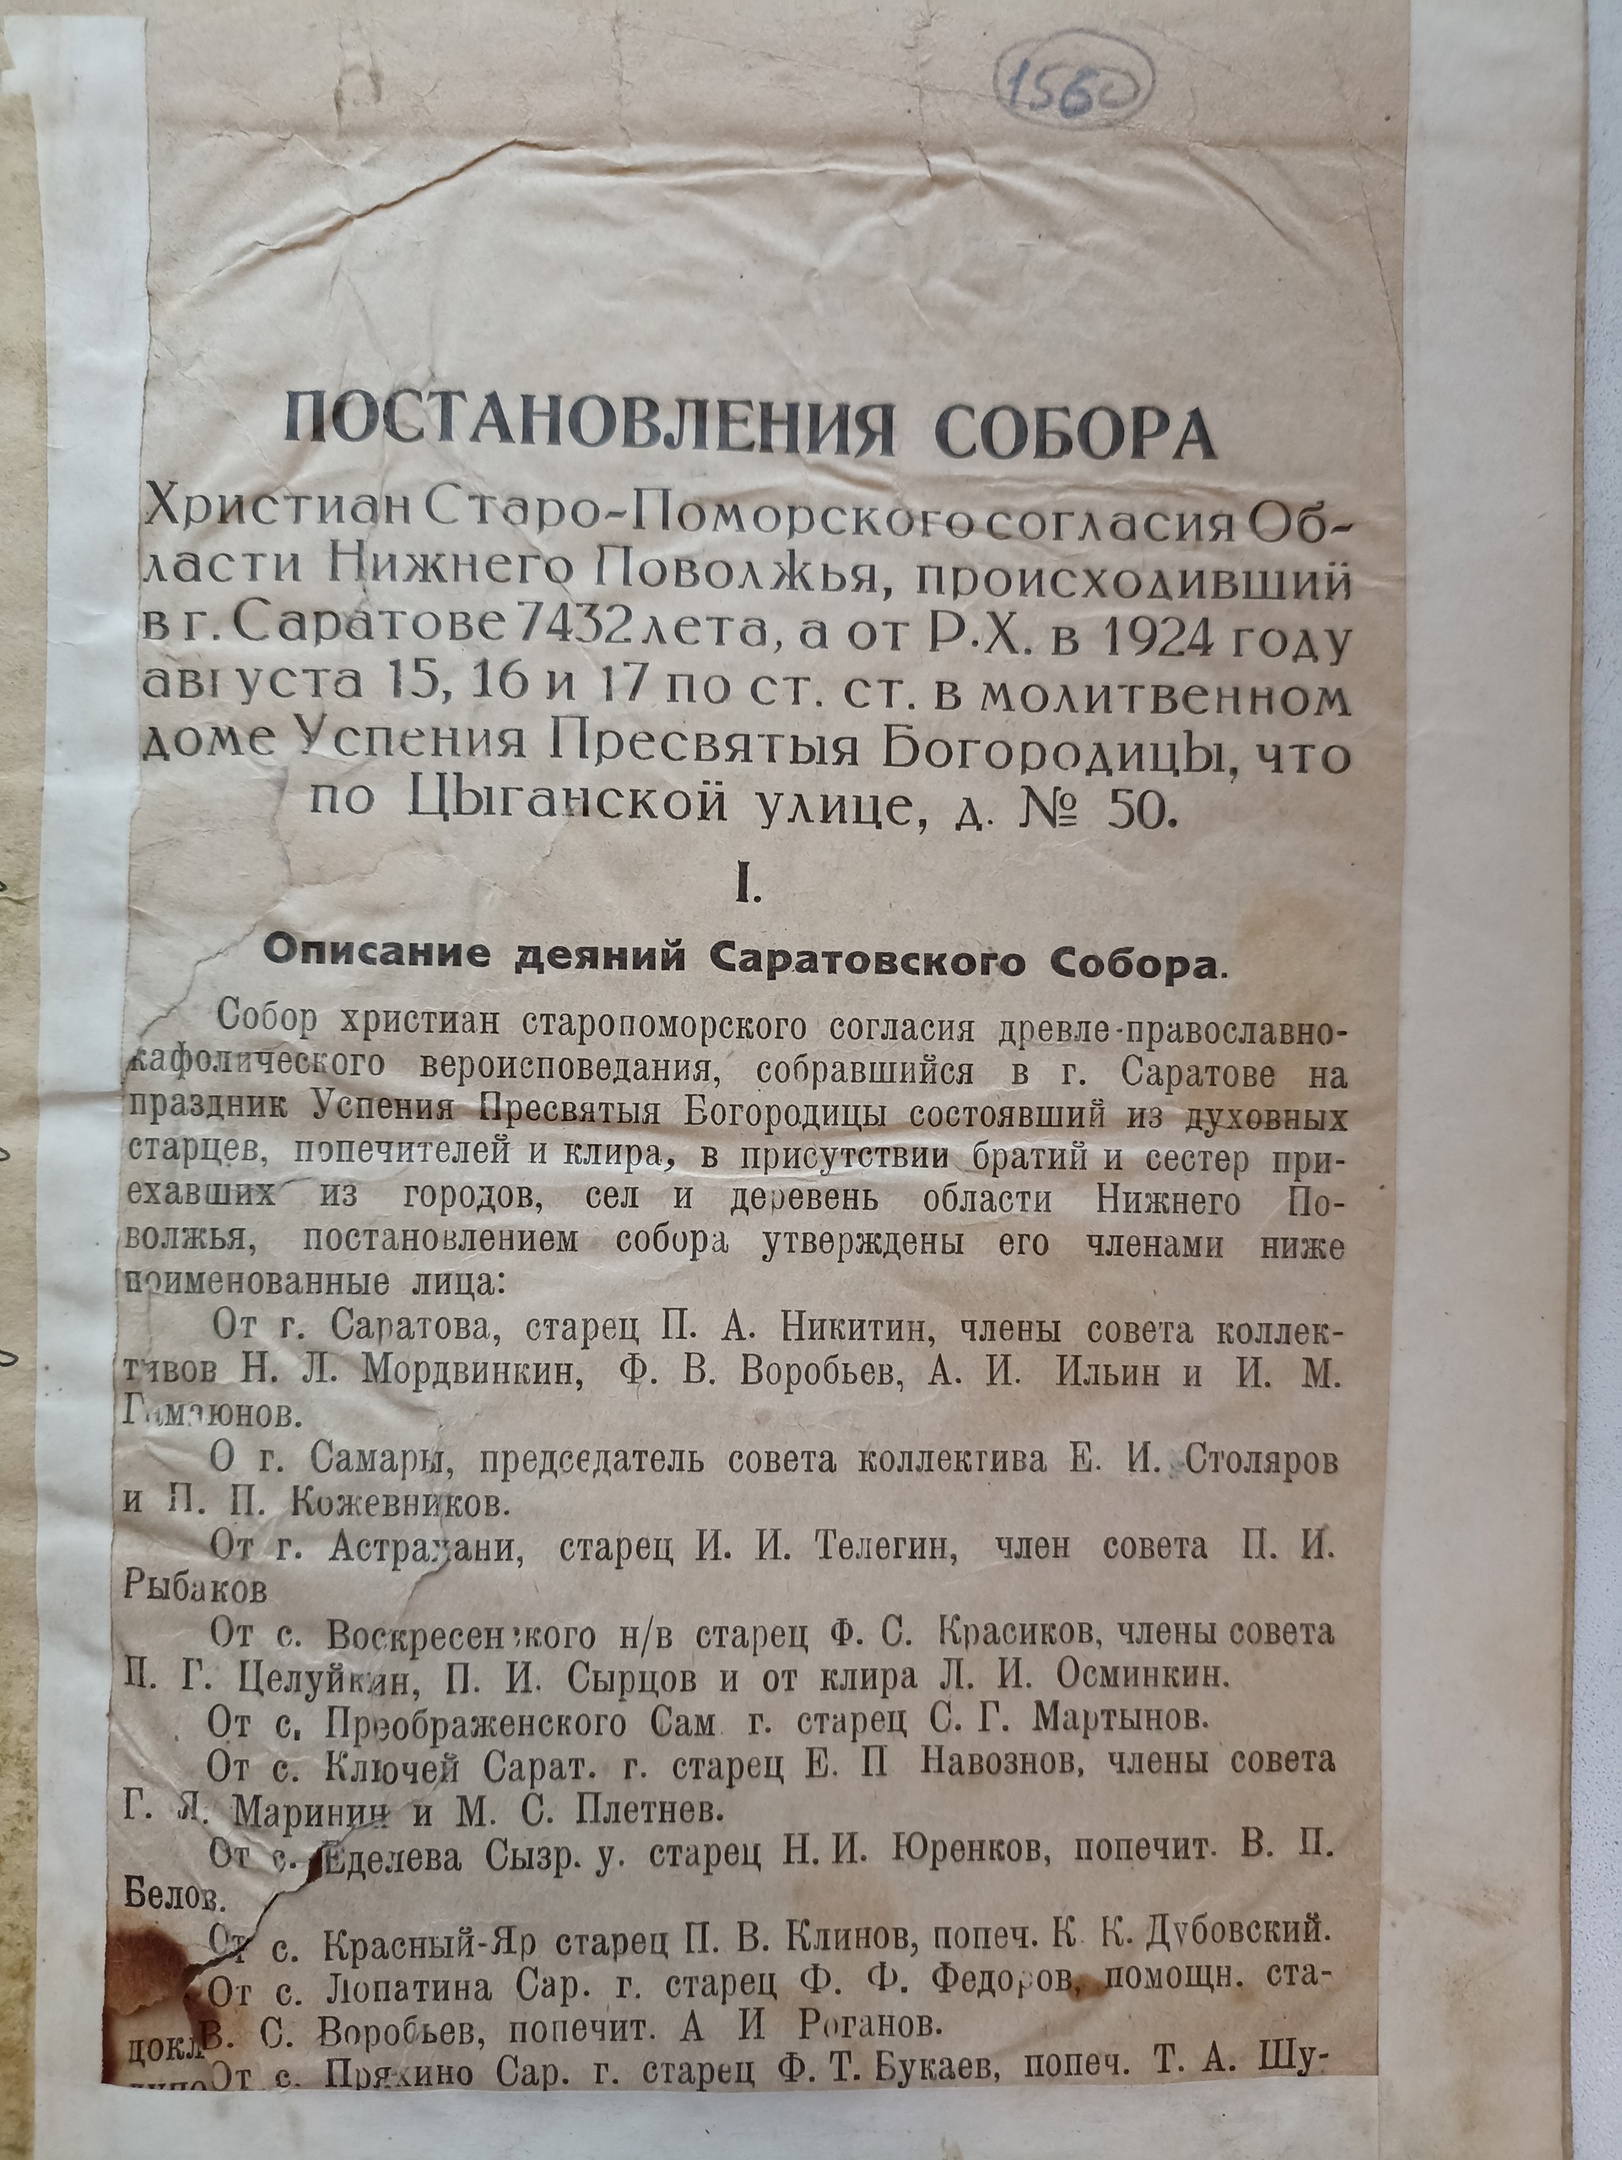 1560
ПОСТАНОВЛЕНИЯ СОБОРА
Христиан Старо-Поморского согласия Об-
ласти Нижнего Поволжья, происходивший
в г. Саратове 7432 лета, а от Р.Х. в 1924 году
августа 15, 16 и 17 по ст. ст. в молитвенном
доме Успения Пресвятыя Богородицы, что
по Цыганской улице, д. № 50.
I.
Описание деяний Саратовского Собора.
Собор христиан старопоморского согласия древле-православно-
кафолического вероисповедания, собравшийся в г. Саратове на
праздник Успения Пресвятыя Богородицы состоявший из духовных
старцев, попечителей и клира, в присутствии братий и сестер при-
ехавших из городов, сел и деревень области Нижнего По-
волжья, постановлением собора утверждены его членами ниже
поименованные лица:
От г. Саратова, старец П. А. Никитин, члены совета коллек-
тивов Н. Л. Мордвинкин, Ф. В. Воробьев, А. И. Ильин и И. М.
Гамаюнов.
О г. Самары, председатель совета коллектива Е. И. Столяров
и П. П. Кожевников.
От г. Астрахани, старец И. И. Телегин, член совета П. И.
Рыбаков
От с. Воскресенского н/в старец Ф. С. Красиков, члены совета
П. Г. Целуйкин, П. И. Сырцов и от клира Л. И. Осминкин.
От с. Преображенского Сам г. старец С. Г. Мартынов.
От с. Ключей Сарат. г. старец Е. П Навознов, члены совета
Г. Я. Маринин и М. С. Плетнев.
От с. Еделева Сызр. у. старец Н. И. Юренков, попечит. В. П.
Белов.
От с. Красный-Яр старец П. В. Клинов, попеч. К К. Дубовский.
От с. Лопатина Сар. г. старец Ф. Ф. Федоров, помощн. ста-
докл В. С. Воробьев, попечит. А И Роганов.
От с. Пряхино Сар. г. старец Ф. Т. Букаев, попеч. Т. А. Шу-